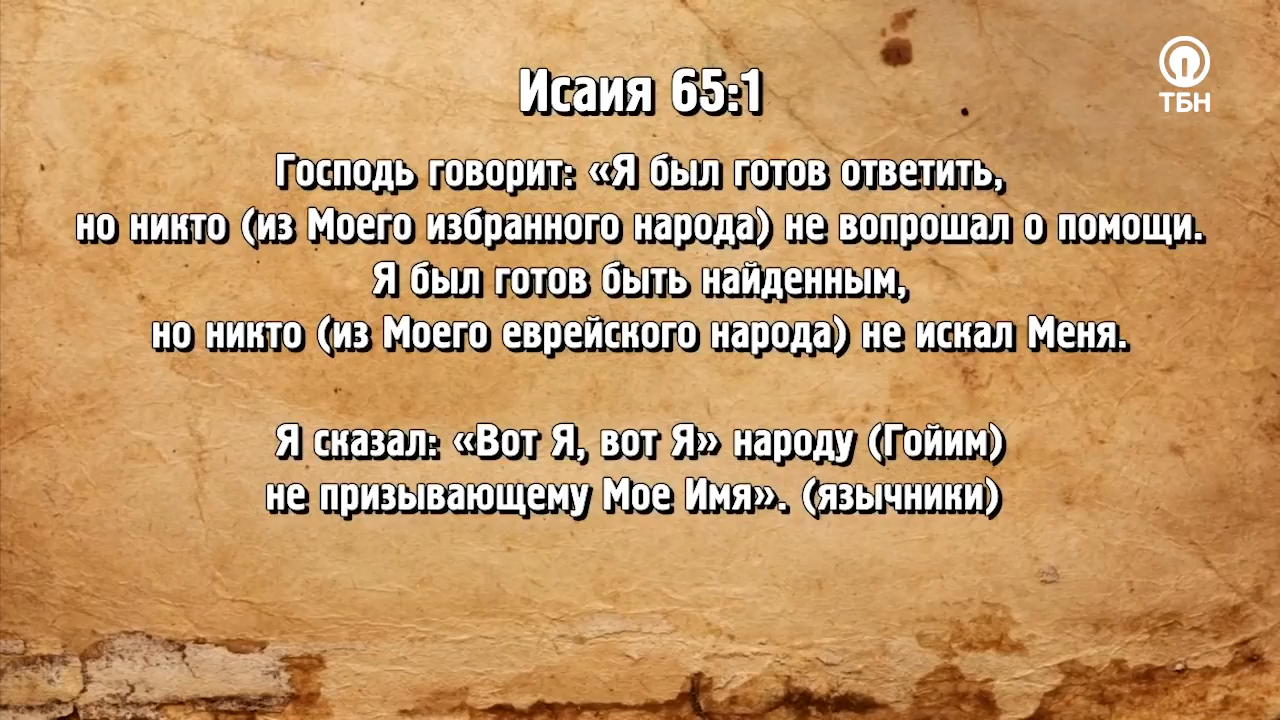 Исаия 65:1
ТБН
Господь говорит: «Я был готов ответить,
но никто (из Моего избранного народа) не вопрошал о помощи.
Я был готов быть найденным,
но никто (из Моего еврейского народа) не искал Меня.
Я сказал: «Вот Я, вот Я» народу (Гойим)
не призывающему Мое Имя». (язычники)